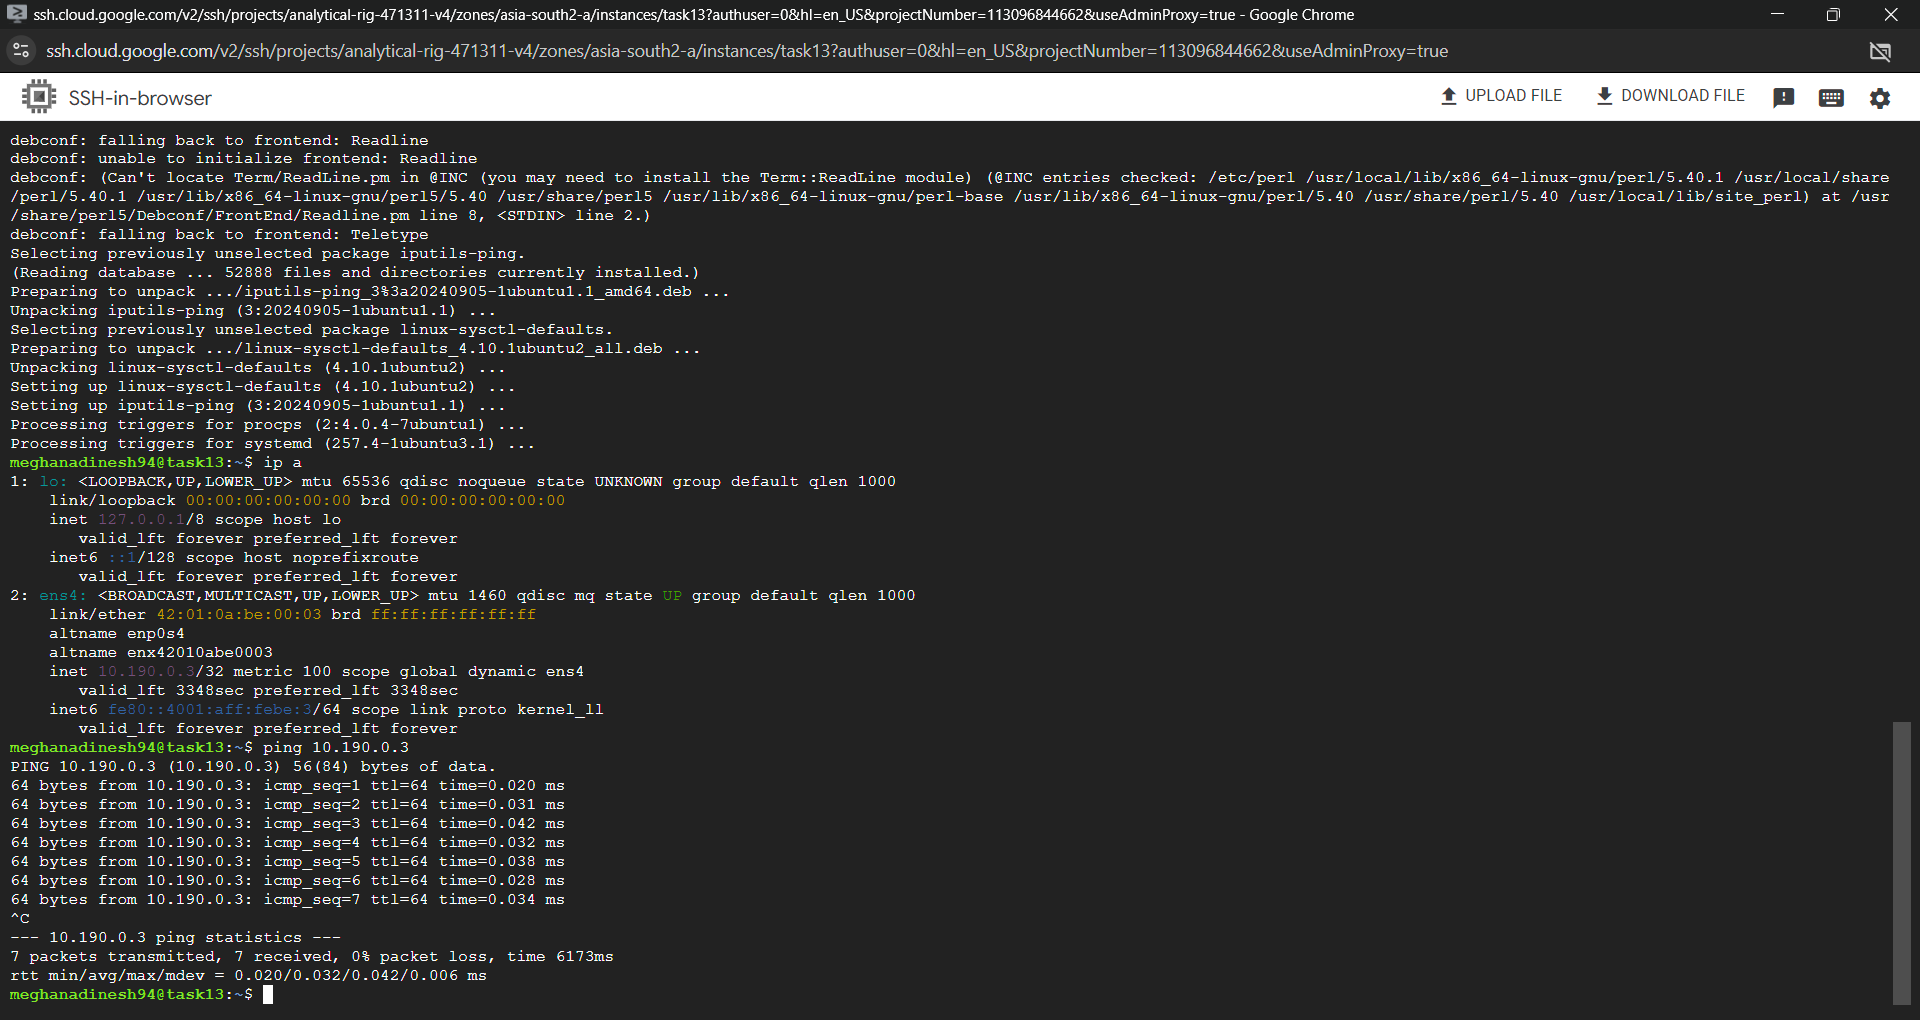 ssh.cloud.google.com/v2/ssh/projects/analytical-rig-471311-v4/zones/asia-south2-a/instances/task13?authuser=0&hl=en_US&projectNumber=113096844662&useAdminProxy=true - Google Chrome
ssh.cloud.google.com/v2/ssh/projects/analytical-rig-471311-v4/zones/asia-south2-a/instances/task13?authuser=0&hl=en_US&projectNumber=113096844662&useAdminProxy=true
SSH-in-browser
UPLOAD FILE
DOWNLOAD FILE
debconf: falling back to frontend: Readline
debconf: unable to initialize frontend: Readline
debconf: (Can't locate Term/ReadLine.pm in @INC (you may need to install the Term::ReadLine module) (@INC entries checked: /etc/perl /usr/local/lib/x86_64-linux-gnu/perl/5.40.1 /usr/local/share
/perl/5.40.1 /usr/lib/x86_64-linux-gnu/perl5/5.40 /usr/share/perl5 /usr/lib/x86_64-linux-gnu/perl-base /usr/lib/x86_64-linux-gnu/perl/5.40 /usr/share/perl/5.40 /usr/local/lib/site_perl) at /usr
/share/perl5/Debconf/FrontEnd/Readline.pm line 8, <STDIN> line 2.)
debconf: falling back to frontend: Teletype
Selecting previously unselected package iputils-ping.
(Reading database ... 52888 files and directories currently installed.)
Preparing to unpack .../iputils-ping_3%3a20240905-1ubuntu1.1_amd64.deb ...
Unpacking iputils-ping (3:20240905-1ubuntu1.1) ...
Selecting previously unselected package linux-sysctl-defaults.
Preparing to unpack .../linux-sysctl-defaults_4.10.1ubuntu2_all.deb ...
Unpacking linux-sysctl-defaults (4.10.1ubuntu2) ...
Setting up linux-sysctl-defaults (4.10.1ubuntu2) ...
Setting up iputils-ping (3:20240905-1ubuntu1.1) ...
Processing triggers for procps (2:4.0.4-7ubuntu1) ...
Processing triggers for systemd (257.4-1ubuntu3.1) ...
meghanadinesh94@task13:~$ ip a
1: lo: <LOOPBACK,UP,LOWER_UP> mtu 65536 qdisc noqueue state UNKNOWN group default qlen 1000
    link/loopback 00:00:00:00:00:00 brd 00:00:00:00:00:00
    inet 127.0.0.1/8 scope host lo
       valid_lft forever preferred_lft forever
    inet6 ::1/128 scope host noprefixroute
       valid_lft forever preferred_lft forever
2: ens4: <BROADCAST,MULTICAST,UP,LOWER_UP> mtu 1460 qdisc mq state UP group default qlen 1000
    link/ether 42:01:0a:be:00:03 brd ff:ff:ff:ff:ff:ff
    altname enp0s4
    altname enx42010abe0003
    inet 10.190.0.3/32 metric 100 scope global dynamic ens4
       valid_lft 3348sec preferred_lft 3348sec
    inet6 fe80::4001:aff:febe:3/64 scope link proto kernel_ll
       valid_lft forever preferred_lft forever
meghanadinesh94@task13:~$ ping 10.190.0.3
PING 10.190.0.3 (10.190.0.3) 56(84) bytes of data.
64 bytes from 10.190.0.3: icmp_seq=1 ttl=64 time=0.020 ms
64 bytes from 10.190.0.3: icmp_seq=2 ttl=64 time=0.031 ms
64 bytes from 10.190.0.3: icmp_seq=3 ttl=64 time=0.042 ms
64 bytes from 10.190.0.3: icmp_seq=4 ttl=64 time=0.032 ms
64 bytes from 10.190.0.3: icmp_seq=5 ttl=64 time=0.038 ms
64 bytes from 10.190.0.3: icmp_seq=6 ttl=64 time=0.028 ms
64 bytes from 10.190.0.3: icmp_seq=7 ttl=64 time=0.034 ms
^C
--- 10.190.0.3 ping statistics ---
7 packets transmitted, 7 received, 0% packet loss, time 6173ms
rtt min/avg/max/mdev = 0.020/0.032/0.042/0.006 ms
meghanadinesh94@task13:~$